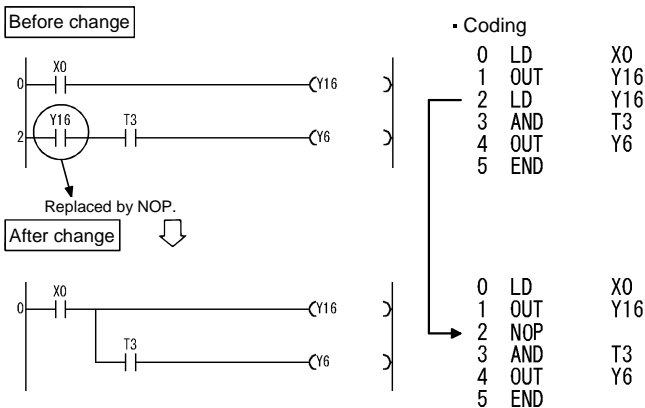 Before change
X0
0 (Y16 )
Y16 T3
2 (Y6 )
Replaced by NOP.
After change
X0
0 (Y16 )
T3
(Y6 )
▪ Coding
0 LD X0
1 OUT Y16
2 LD Y16
3 AND T3
4 OUT Y6
5 END
0 LD X0
1 OUT Y16
2 NOP
3 AND T3
4 OUT Y6
5 END